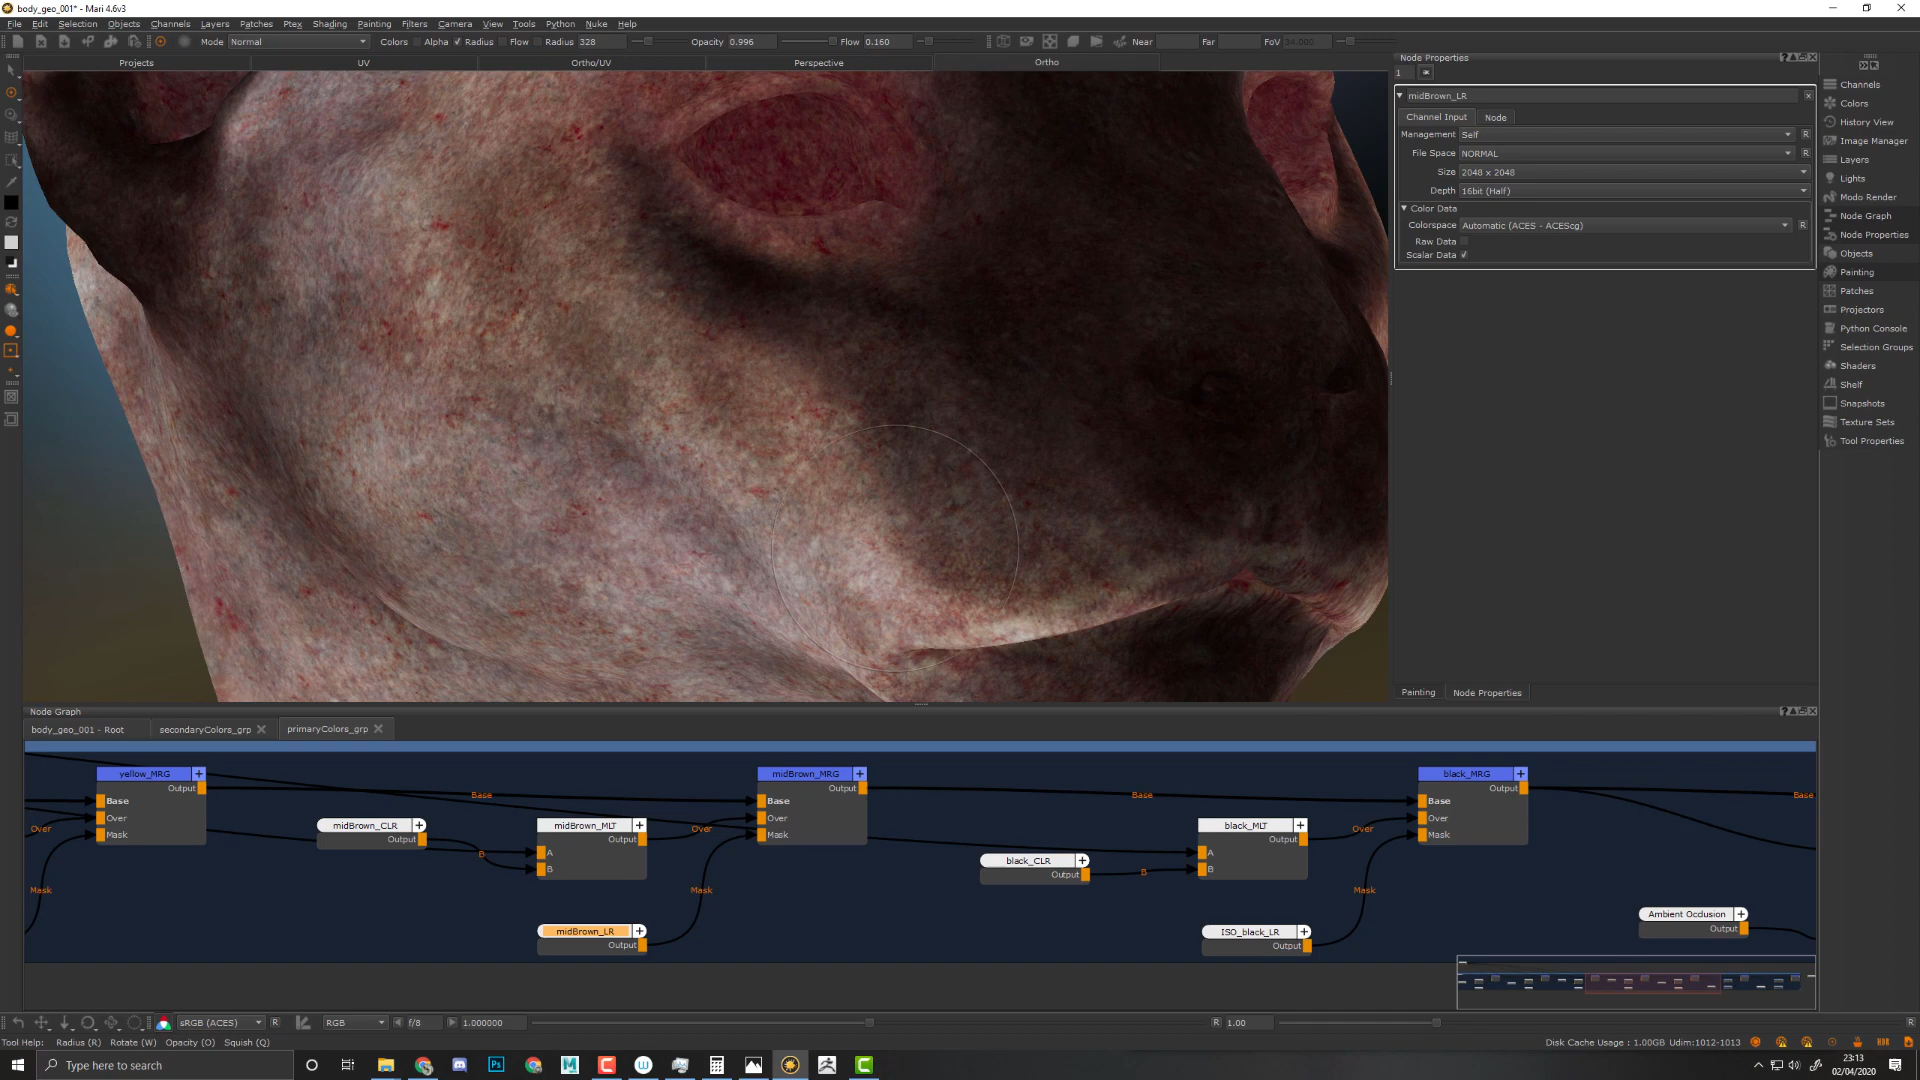 body_geo_001* - Mari 4.6v3
File Edit Selection Objects Channels Layers Patches Ptex Shading Painting Filters Camera View Tools Python Nuke Help
Mode Normal Colors Alpha Radius Flow Radius 328 Opacity 0.996 Flow 0.160 Near Far FoV 34.000
Projects UV Ortho/UV Perspective Ortho
Node Properties
1
midBrown_LR
Channel Input Node
Management Self R
File Space NORMAL R
Size 2048 x 2048
Depth 16bit (Half)
Color Data
Colorspace Automatic (ACES - ACEScg) R
Raw Data
Scalar Data
Painting Node Properties
Channels
Colors
History View
Image Manager
Layers
Lights
Modo Render
Node Graph
Node Properties
Objects
Painting
Patches
Projectors
Python Console
Selection Groups
Shaders
Shelf
Snapshots
Texture Sets
Tool Properties
Node Graph
body_geo_001 - Root secondaryColors_grp primaryColors_grp
yellow_MRG +
Output
Base
Over
Mask
Over
Mask
Base
midBrown_CLR +
Output
B
midBrown_MLT +
Output
A
B
Over
Mask
midBrown_LR +
Output
midBrown_MRG +
Output
Base
Over
Mask
Base
black_CLR +
Output
B
black_MLT +
Output
A
B
Over
Mask
ISO_black_LR +
Output
black_MRG +
Output
Base
Over
Mask
Base
Ambient Occlusion +
Output
sRGB (ACES) R RGB f/8 1.000000 R 1.00 R
Tool Help: Radius (R) Rotate (W) Opacity (O) Squish (Q)
Disk Cache Usage : 1.00GB Udim:1012-1013
Type here to search
Ps
23:13
02/04/2020